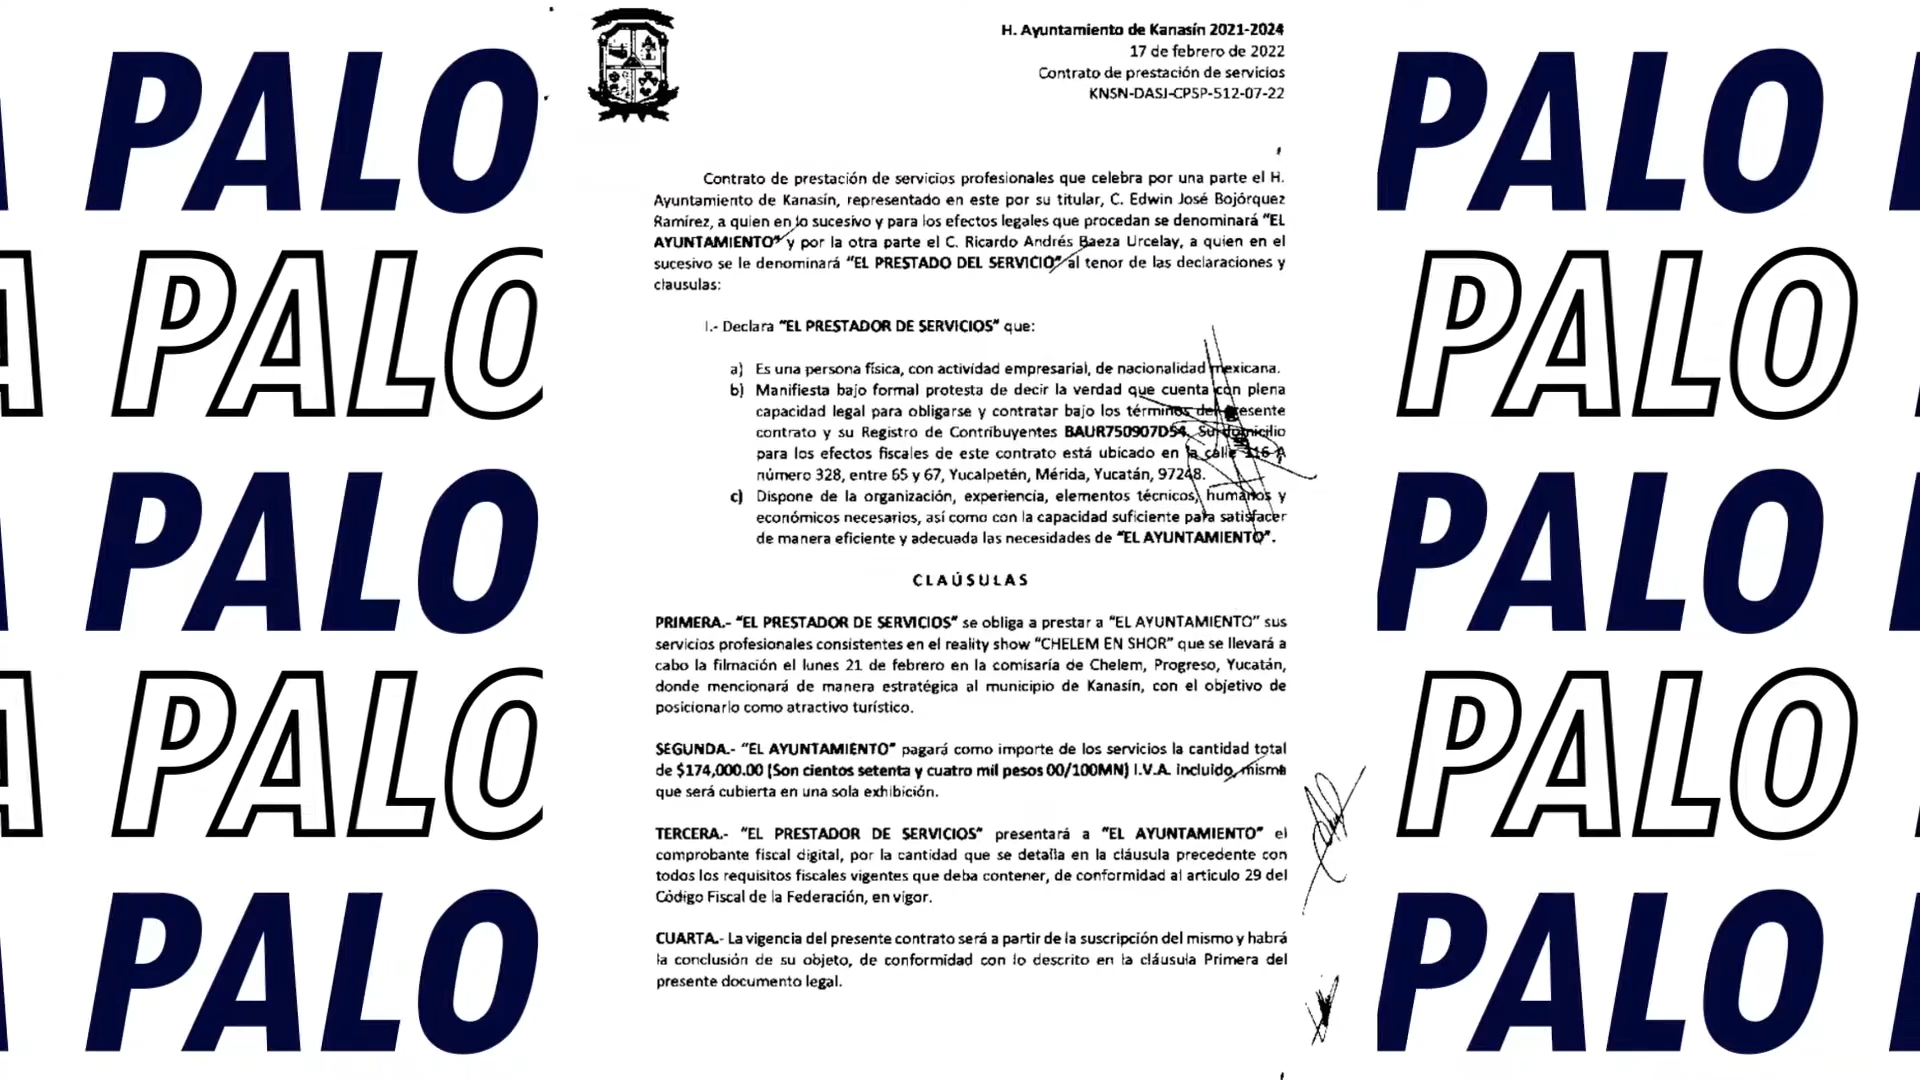 H. Ayuntamiento de Kanasín 2021-2024
17 de febrero de 2022
Contrato de prestación de servicios
KNSN-DASJ-CPSP-512-07-22
Contrato de prestación de servicios profesionales que celebra por una parte el H.
Ayuntamiento de Kanasín, representado en este por su titular, C. Edwin José Bojórquez
Ramírez, a quien en lo sucesivo y para los efectos legales que procedan se denominará "EL
AYUNTAMIENTO" y por la otra parte el C. Ricardo Andrés Baeza Urcelay, a quien en el
sucesivo se le denominará "EL PRESTADO DEL SERVICIO" al tenor de las declaraciones y
clausulas:
I.- Declara "EL PRESTADOR DE SERVICIOS" que:
a) Es una persona física, con actividad empresarial, de nacionalidad mexicana.
b) Manifiesta bajo formal protesta de decir la verdad que cuenta con plena
capacidad legal para obligarse y contratar bajo los términos del presente
contrato y su Registro de Contribuyentes BAUR750907D54. Su domicilio
para los efectos fiscales de este contrato está ubicado en la calle 116 A
número 328, entre 65 y 67, Yucalpetén, Mérida, Yucatán, 97248.
c) Dispone de la organización, experiencia, elementos técnicos, humanos y
económicos necesarios, así como con la capacidad suficiente para satisfacer
de manera eficiente y adecuada las necesidades de "EL AYUNTAMIENTO".
CLAÚSULAS
PRIMERA.- "EL PRESTADOR DE SERVICIOS" se obliga a prestar a "EL AYUNTAMIENTO" sus
servicios profesionales consistentes en el reality show "CHELEM EN SHOR" que se llevará a
cabo la filmación el lunes 21 de febrero en la comisaría de Chelem, Progreso, Yucatán,
donde mencionará de manera estratégica al municipio de Kanasín, con el objetivo de
posicionarlo como atractivo turístico.
SEGUNDA.- "EL AYUNTAMIENTO" pagará como importe de los servicios la cantidad total
de $174,000.00 (Son cientos setenta y cuatro mil pesos 00/100MN) I.V.A. incluido, misma
que será cubierta en una sola exhibición.
TERCERA.- "EL PRESTADOR DE SERVICIOS" presentará a "EL AYUNTAMIENTO" el
comprobante fiscal digital, por la cantidad que se detalla en la cláusula precedente con
todos los requisitos fiscales vigentes que deba contener, de conformidad al articulo 29 del
Código Fiscal de la Federación, en vigor.
CUARTA.- La vigencia del presente contrato será a partir de la suscripción del mismo y habrá
la conclusión de su objeto, de conformidad con lo descrito en la cláusula Primera del
presente documento legal.
PALO
A PALO
PALO
A PALO
PALO
PALO
PALO
PALO
PALO
PALO